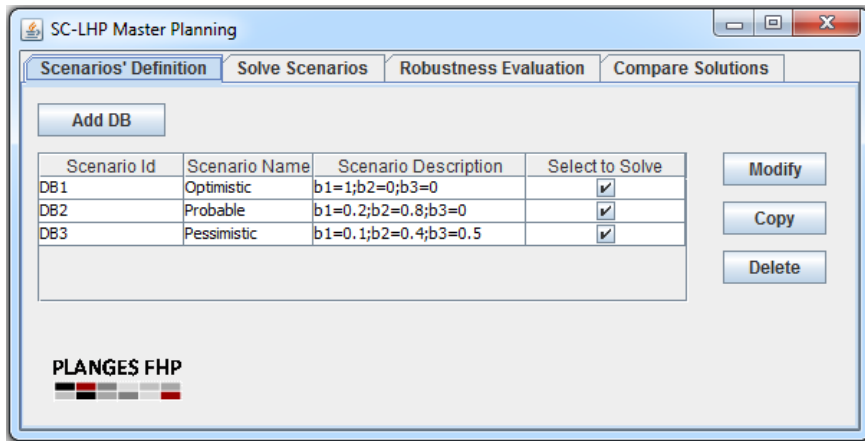 SC-LHP Master Planning
Scenarios' Definition Solve Scenarios Robustness Evaluation Compare Solutions
Add DB
Scenario Id Scenario Name Scenario Description Select to Solve
DB1 Optimistic b1=1;b2=0;b3=0
DB2 Probable b1=0.2;b2=0.8;b3=0
DB3 Pessimistic b1=0.1;b2=0.4;b3=0.5
Modify
Copy
Delete
PLANGES FHP